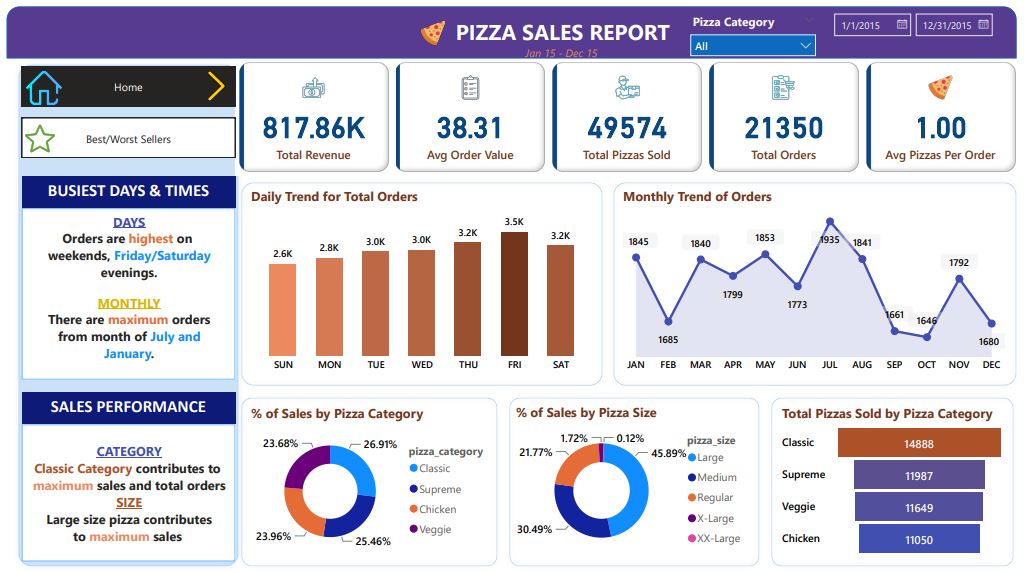 PIZZA SALES REPORT
Jan 15 - Dec 15
Pizza Category
All
1/1/2015
12/31/2015
Home
Best/Worst Sellers
817.86K
Total Revenue
38.31
Avg Order Value
49574
Total Pizzas Sold
21350
Total Orders
1.00
Avg Pizzas Per Order
BUSIEST DAYS & TIMES
DAYS
Orders are highest on
weekends, Friday/Saturday
evenings.
MONTHLY
There are maximum orders
from month of July and
January.
SALES PERFORMANCE
CATEGORY
Classic Category contributes to
maximum sales and total orders
SIZE
Large size pizza contributes
to maximum sales
Daily Trend for Total Orders
2.6K
2.8K
3.0K
3.0K
3.2K
3.5K
3.2K
SUN MON TUE WED THU FRI SAT
Monthly Trend of Orders
1845
1685
1840
1799
1853
1773
1935
1841
1661
1646
1792
1680
JAN FEB MAR APR MAY JUN JUL AUG SEP OCT NOV DEC
% of Sales by Pizza Category
23.68%
26.91%
23.96%
25.46%
pizza_category
Classic
Supreme
Chicken
Veggie
% of Sales by Pizza Size
1.72%
0.12%
21.77%
45.89%
30.49%
pizza_size
Large
Medium
Regular
X-Large
XX-Large
Total Pizzas Sold by Pizza Category
Classic 14888
Supreme 11987
Veggie 11649
Chicken 11050